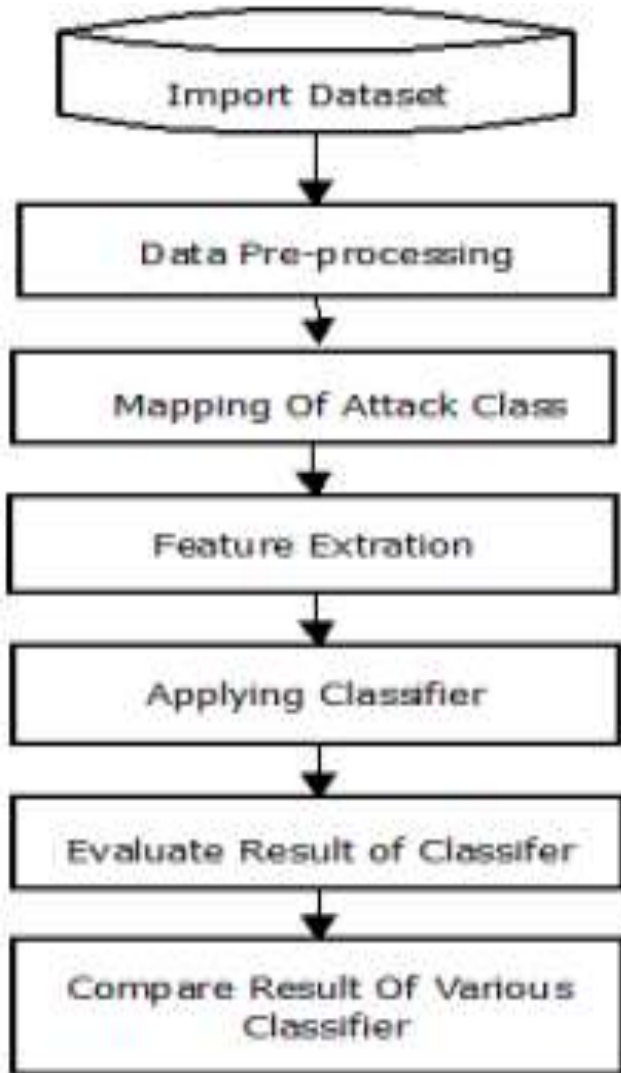 Import Dataset
Data Pre-processing
Mapping Of Attack Class
Feature Extration
Applying Classifier
Evaluate Result of Classifer
Compare Result Of Various
Classifier